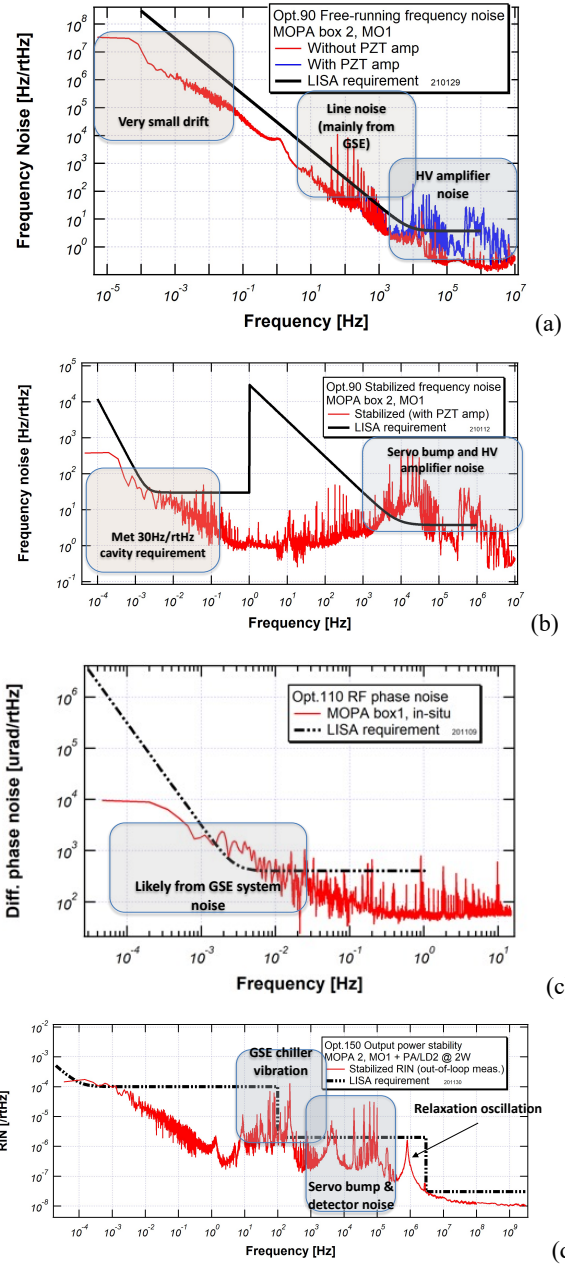 Opt.90 Free-running frequency noise
MOPA box 2, MO1
Without PZT amp
With PZT amp
LISA requirement 210129
Very small drift
Line noise
(mainly from
GSE)
HV amplifier
noise
Frequency Noise [Hz/rtHz]
10^8
10^7
10^6
10^5
10^4
10^3
10^2
10^1
10^0
10^-5
10^-3
10^-1
10^1
10^3
10^5
10^7
Frequency [Hz]
(a)
Opt.90 Stabilized frequency noise
MOPA box 2, MO1
Stabilized (with PZT amp)
LISA requirement 210112
Servo bump and HV
amplifier noise
Met 30Hz/rtHz
cavity requirement
Frequency noise [Hz/rtHz]
10^5
10^4
10^3
10^2
10^1
10^0
10^-1
10^-4
10^-3
10^-2
10^-1
10^0
10^1
10^2
10^3
10^4
10^5
10^6
10^7
Frequency [Hz]
(b)
Opt.110 RF phase noise
MOPA box1, in-situ
LISA requirement 201109
Likely from GSE system
noise
Diff. phase noise [urad/rtHz]
10^6
10^5
10^4
10^3
10^2
10^-4
10^-3
10^-2
10^-1
10^0
10^1
Frequency [Hz]
(c
Opt.150 Output power stability
MOPA 2, MO1 + PA/LD2 @ 2W
Stabilized RIN (out-of-loop meas.)
LISA requirement 201130
GSE chiller
vibration
Relaxation oscillation
Servo bump &
detector noise
RIN [/rtHz]
10^-2
10^-3
10^-4
10^-5
10^-6
10^-7
10^-8
10^-4
10^-3
10^-2
10^-1
10^0
10^1
10^2
10^3
10^4
10^5
10^6
10^7
10^8
10^9
Frequency [Hz]